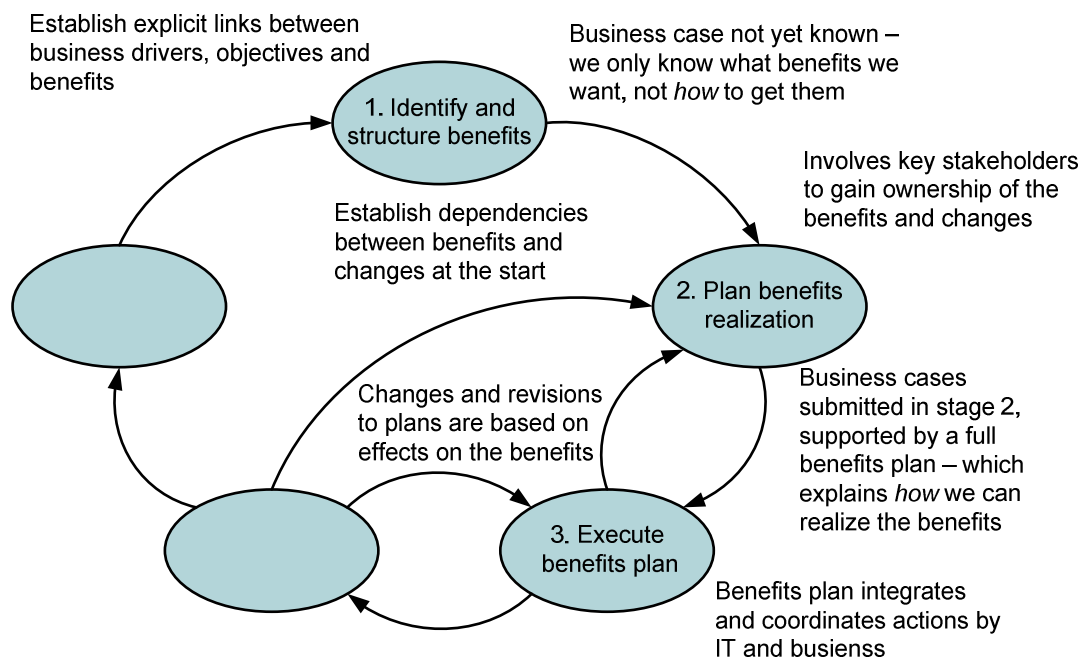 Establish explicit links between
business drivers, objectives and
benefits
Business case not yet known –
we only know what benefits we
want, not how to get them
1. Identify and
structure benefits
Involves key stakeholders
to gain ownership of the
benefits and changes
Establish dependencies
between benefits and
changes at the start
2. Plan benefits
realization
Changes and revisions
to plans are based on
effects on the benefits
Business cases
submitted in stage 2,
supported by a full
benefits plan – which
explains how we can
realize the benefits
3. Execute
benefits plan
Benefits plan integrates
and coordinates actions by
IT and busienss